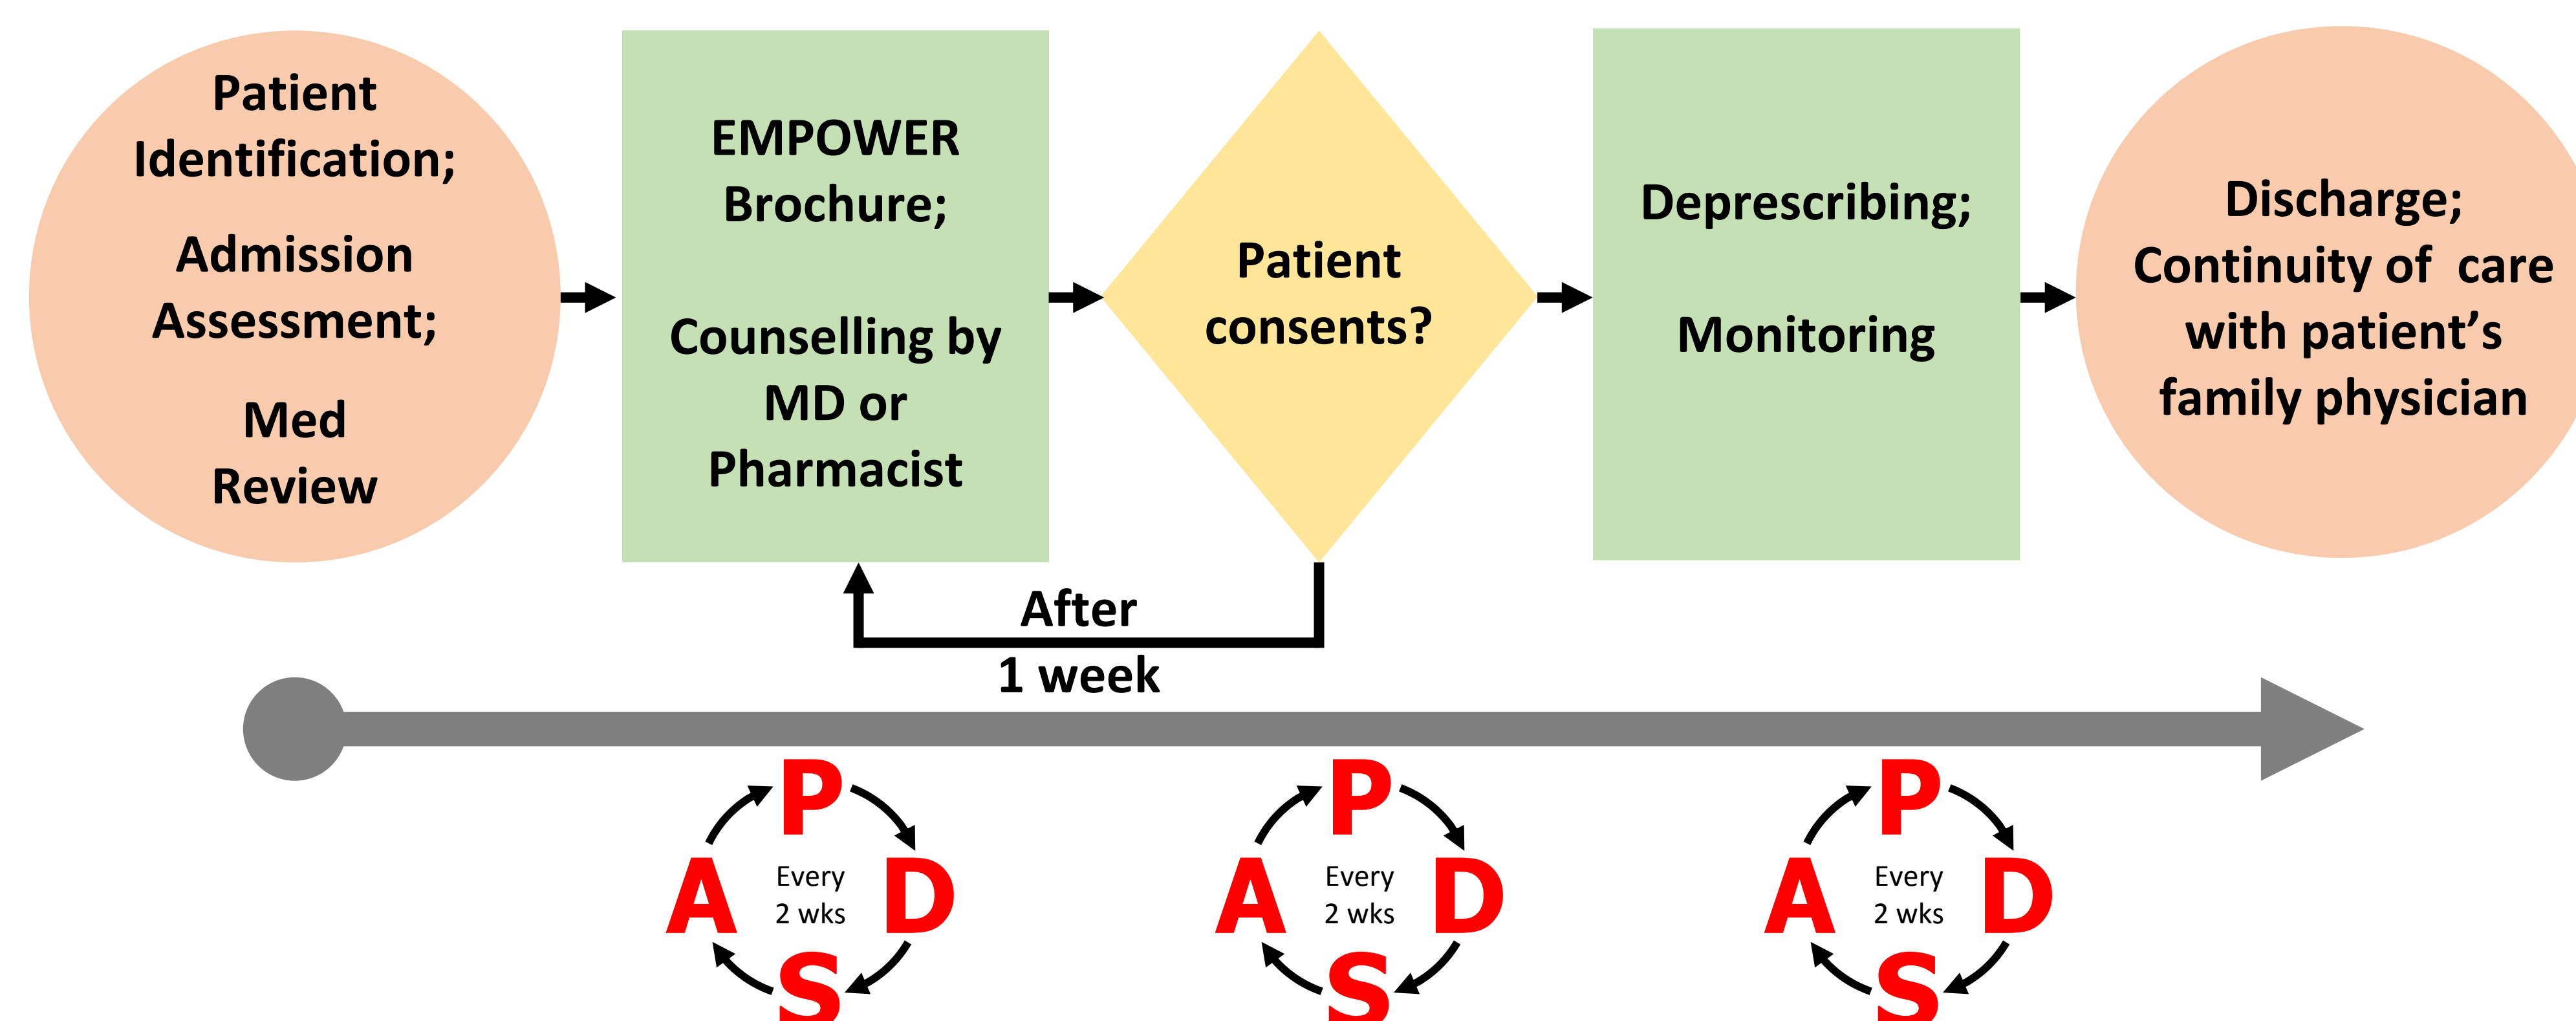 Patient
Identification;
Admission
Assessment;
Med
Review
EMPOWER
Brochure;
Counselling by
MD or
Pharmacist
Patient
consents?
Deprescribing;
Monitoring
Discharge;
Continuity of  care
with patient’s
family physician
After
1 week
P
A
Every
2 wks
D
S
P
A
Every
2 wks
D
S
P
A
Every
2 wks
D
S